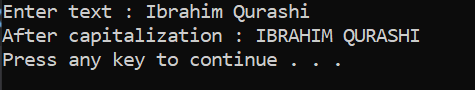 Enter text : Ibrahim Qurashi
After capitalization : IBRAHIM QURASHI
Press any key to continue . . .